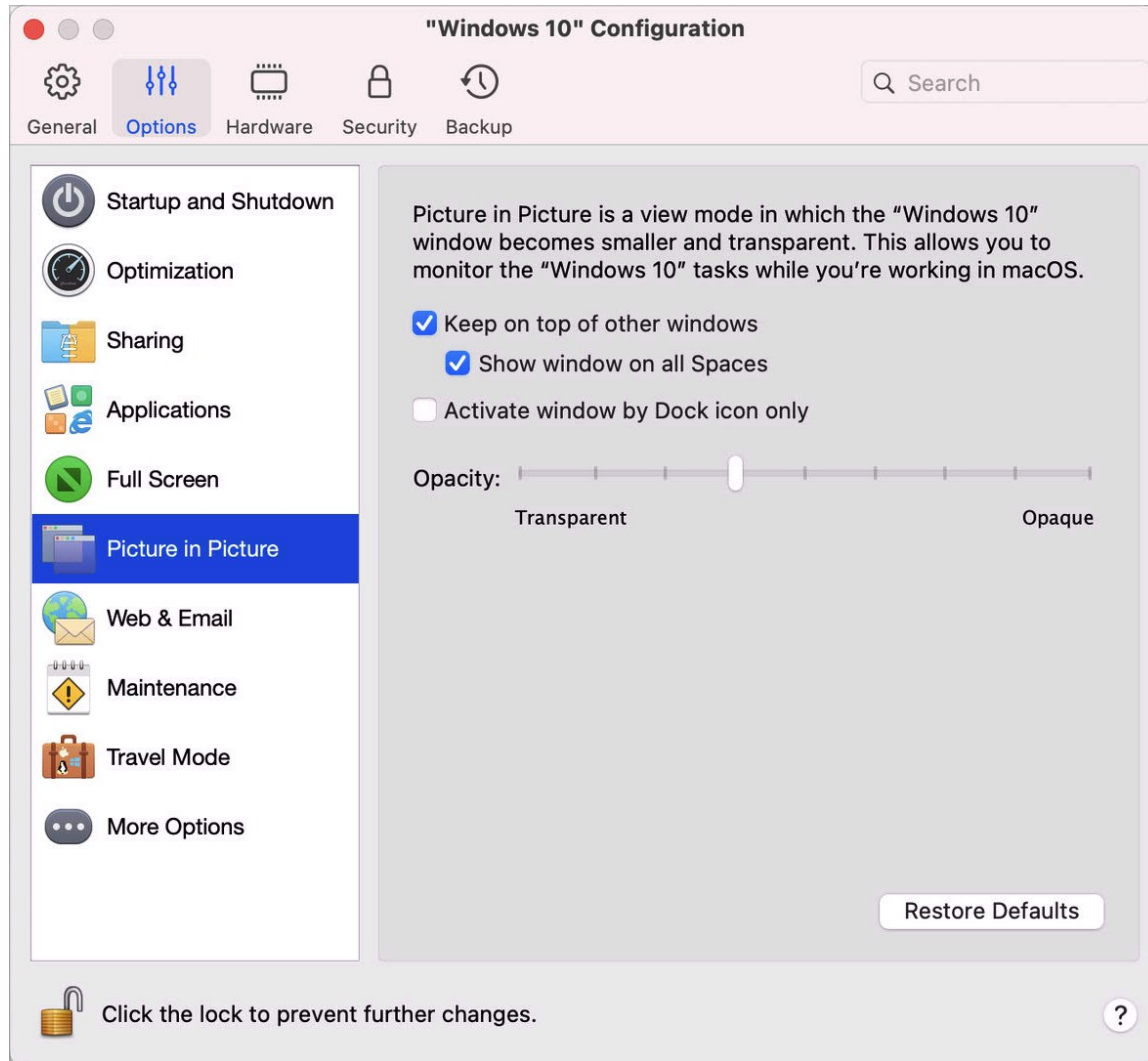 "Windows 10" Configuration
General
Options
Hardware
Security
Backup
Search
Startup and Shutdown
Optimization
Sharing
Applications
Full Screen
Picture in Picture
Web & Email
Maintenance
Travel Mode
More Options
Picture in Picture is a view mode in which the “Windows 10”
window becomes smaller and transparent. This allows you to
monitor the “Windows 10” tasks while you’re working in macOS.
Keep on top of other windows
Show window on all Spaces
Activate window by Dock icon only
Opacity:
Transparent
Opaque
Restore Defaults
Click the lock to prevent further changes.
?